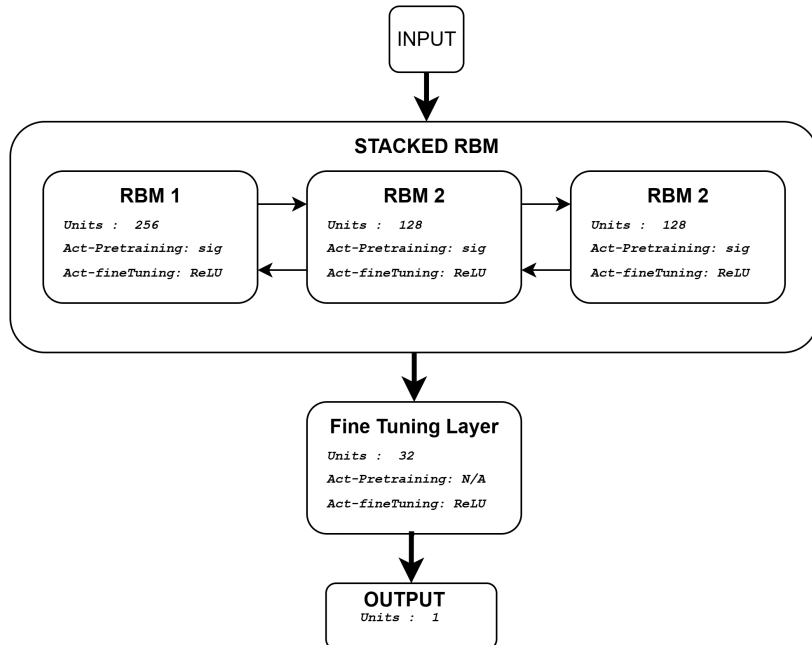 INPUT
STACKED RBM
RBM 1
Units :  256
Act-Pretraining: sig
Act-fineTuning: ReLU
RBM 2
Units :  128
Act-Pretraining: sig
Act-fineTuning: ReLU
RBM 2
Units :  128
Act-Pretraining: sig
Act-fineTuning: ReLU
Fine Tuning Layer
Units :  32
Act-Pretraining: N/A
Act-fineTuning: ReLU
OUTPUT
Units :  1